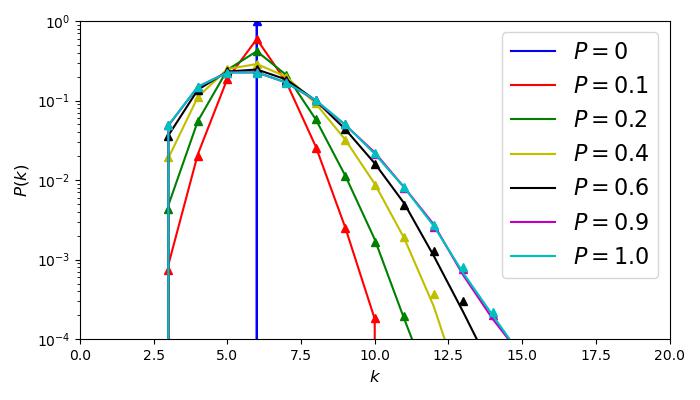 10^0
10^{-1}
10^{-2}
10^{-3}
10^{-4}
P(k)
0.0 2.5 5.0 7.5 10.0 12.5 15.0 17.5 20.0
k
P = 0
P = 0.1
P = 0.2
P = 0.4
P = 0.6
P = 0.9
P = 1.0